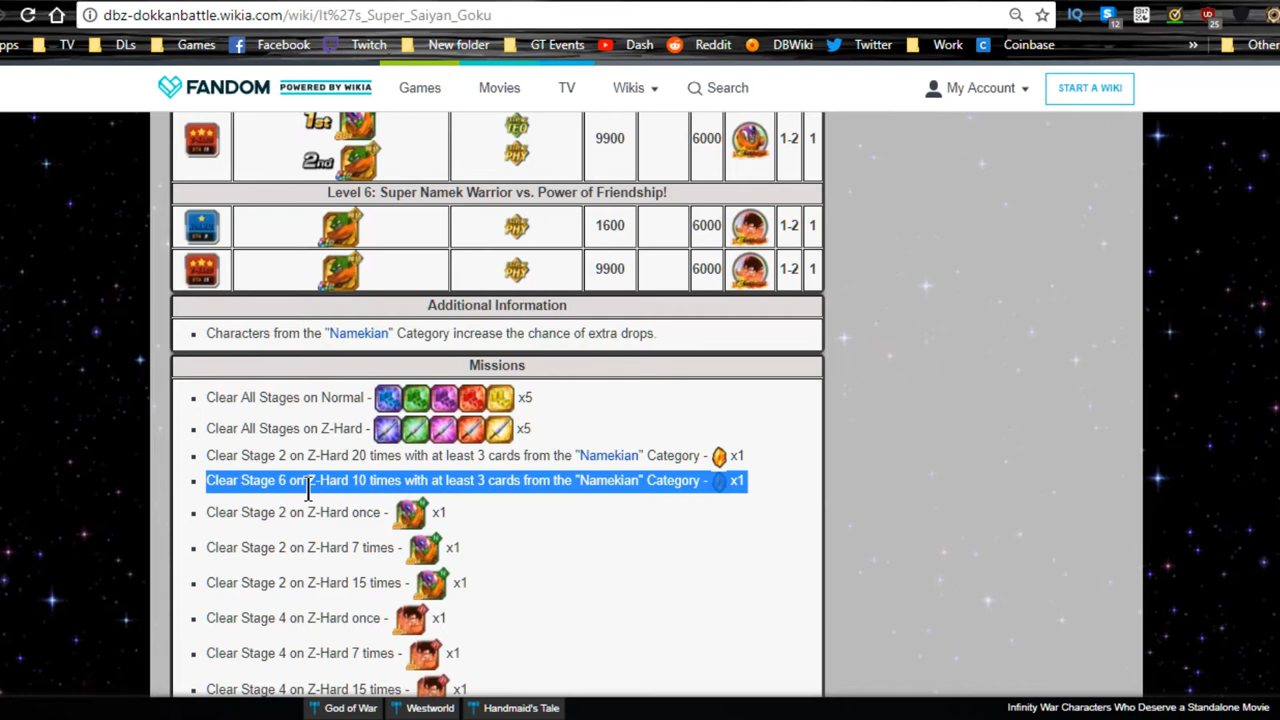 dbz-dokkanbattle.wikia.com/wiki/It%27s_Super_Saiyan_Goku
IQ 12 25
pps TV DLs Games Facebook Twitch New folder GT Events Dash Reddit DBWiki Twitter Work Coinbase » Other
FANDOM POWERED BY WIKIA Games Movies TV Wikis Search My Account START A WIKI
1st
2nd
TEQ
PHY
9900 6000 1-2 1
Level 6: Super Namek Warrior vs. Power of Friendship!
PHY 1600 6000 1-2 1
PHY 9900 6000 1-2 1
Additional Information
Characters from the "Namekian" Category increase the chance of extra drops.
Missions
Clear All Stages on Normal - x5
Clear All Stages on Z-Hard - x5
Clear Stage 2 on Z-Hard 20 times with at least 3 cards from the "Namekian" Category - x1
Clear Stage 6 on Z-Hard 10 times with at least 3 cards from the "Namekian" Category - x1
Clear Stage 2 on Z-Hard once - x1
Clear Stage 2 on Z-Hard 7 times - x1
Clear Stage 2 on Z-Hard 15 times - x1
Clear Stage 4 on Z-Hard once - x1
Clear Stage 4 on Z-Hard 7 times - x1
Clear Stage 4 on Z-Hard 15 times - x1
God of War Westworld Handmaid's Tale Infinity War Characters Who Deserve a Standalone Movie